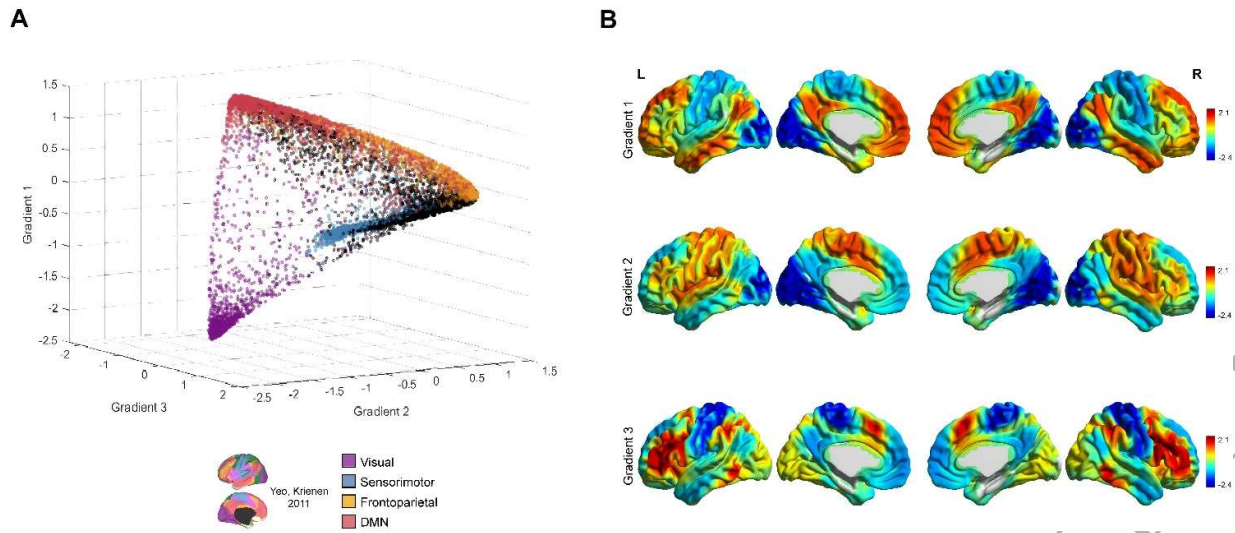 A
1.5
1
0.5
0
-0.5
-1
-1.5
-2
-2.5
Gradient 1
-2
-1
0
1
2
Gradient 3
-2.5
-2
-1.5
-1
-0.5
0
0.5
1
1.5
Gradient 2
Yeo, Krienen
2011
Visual
Sensorimotor
Frontoparietal
DMN
B
L
R
Gradient 1
2.1
-2.4
Gradient 2
2.1
-2.4
Gradient 3
2.1
-2.4